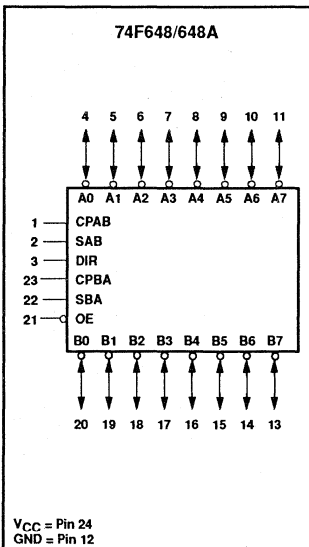 74F648/648A
4 5 6 7 8 9 10 11
A0 A1 A2 A3 A4 A5 A6 A7
1 CPAB
2 SAB
3 DIR
23 CPBA
22 SBA
21 OE
B0 B1 B2 B3 B4 B5 B6 B7
20 19 18 17 16 15 14 13
VCC = Pin 24
GND = Pin 12